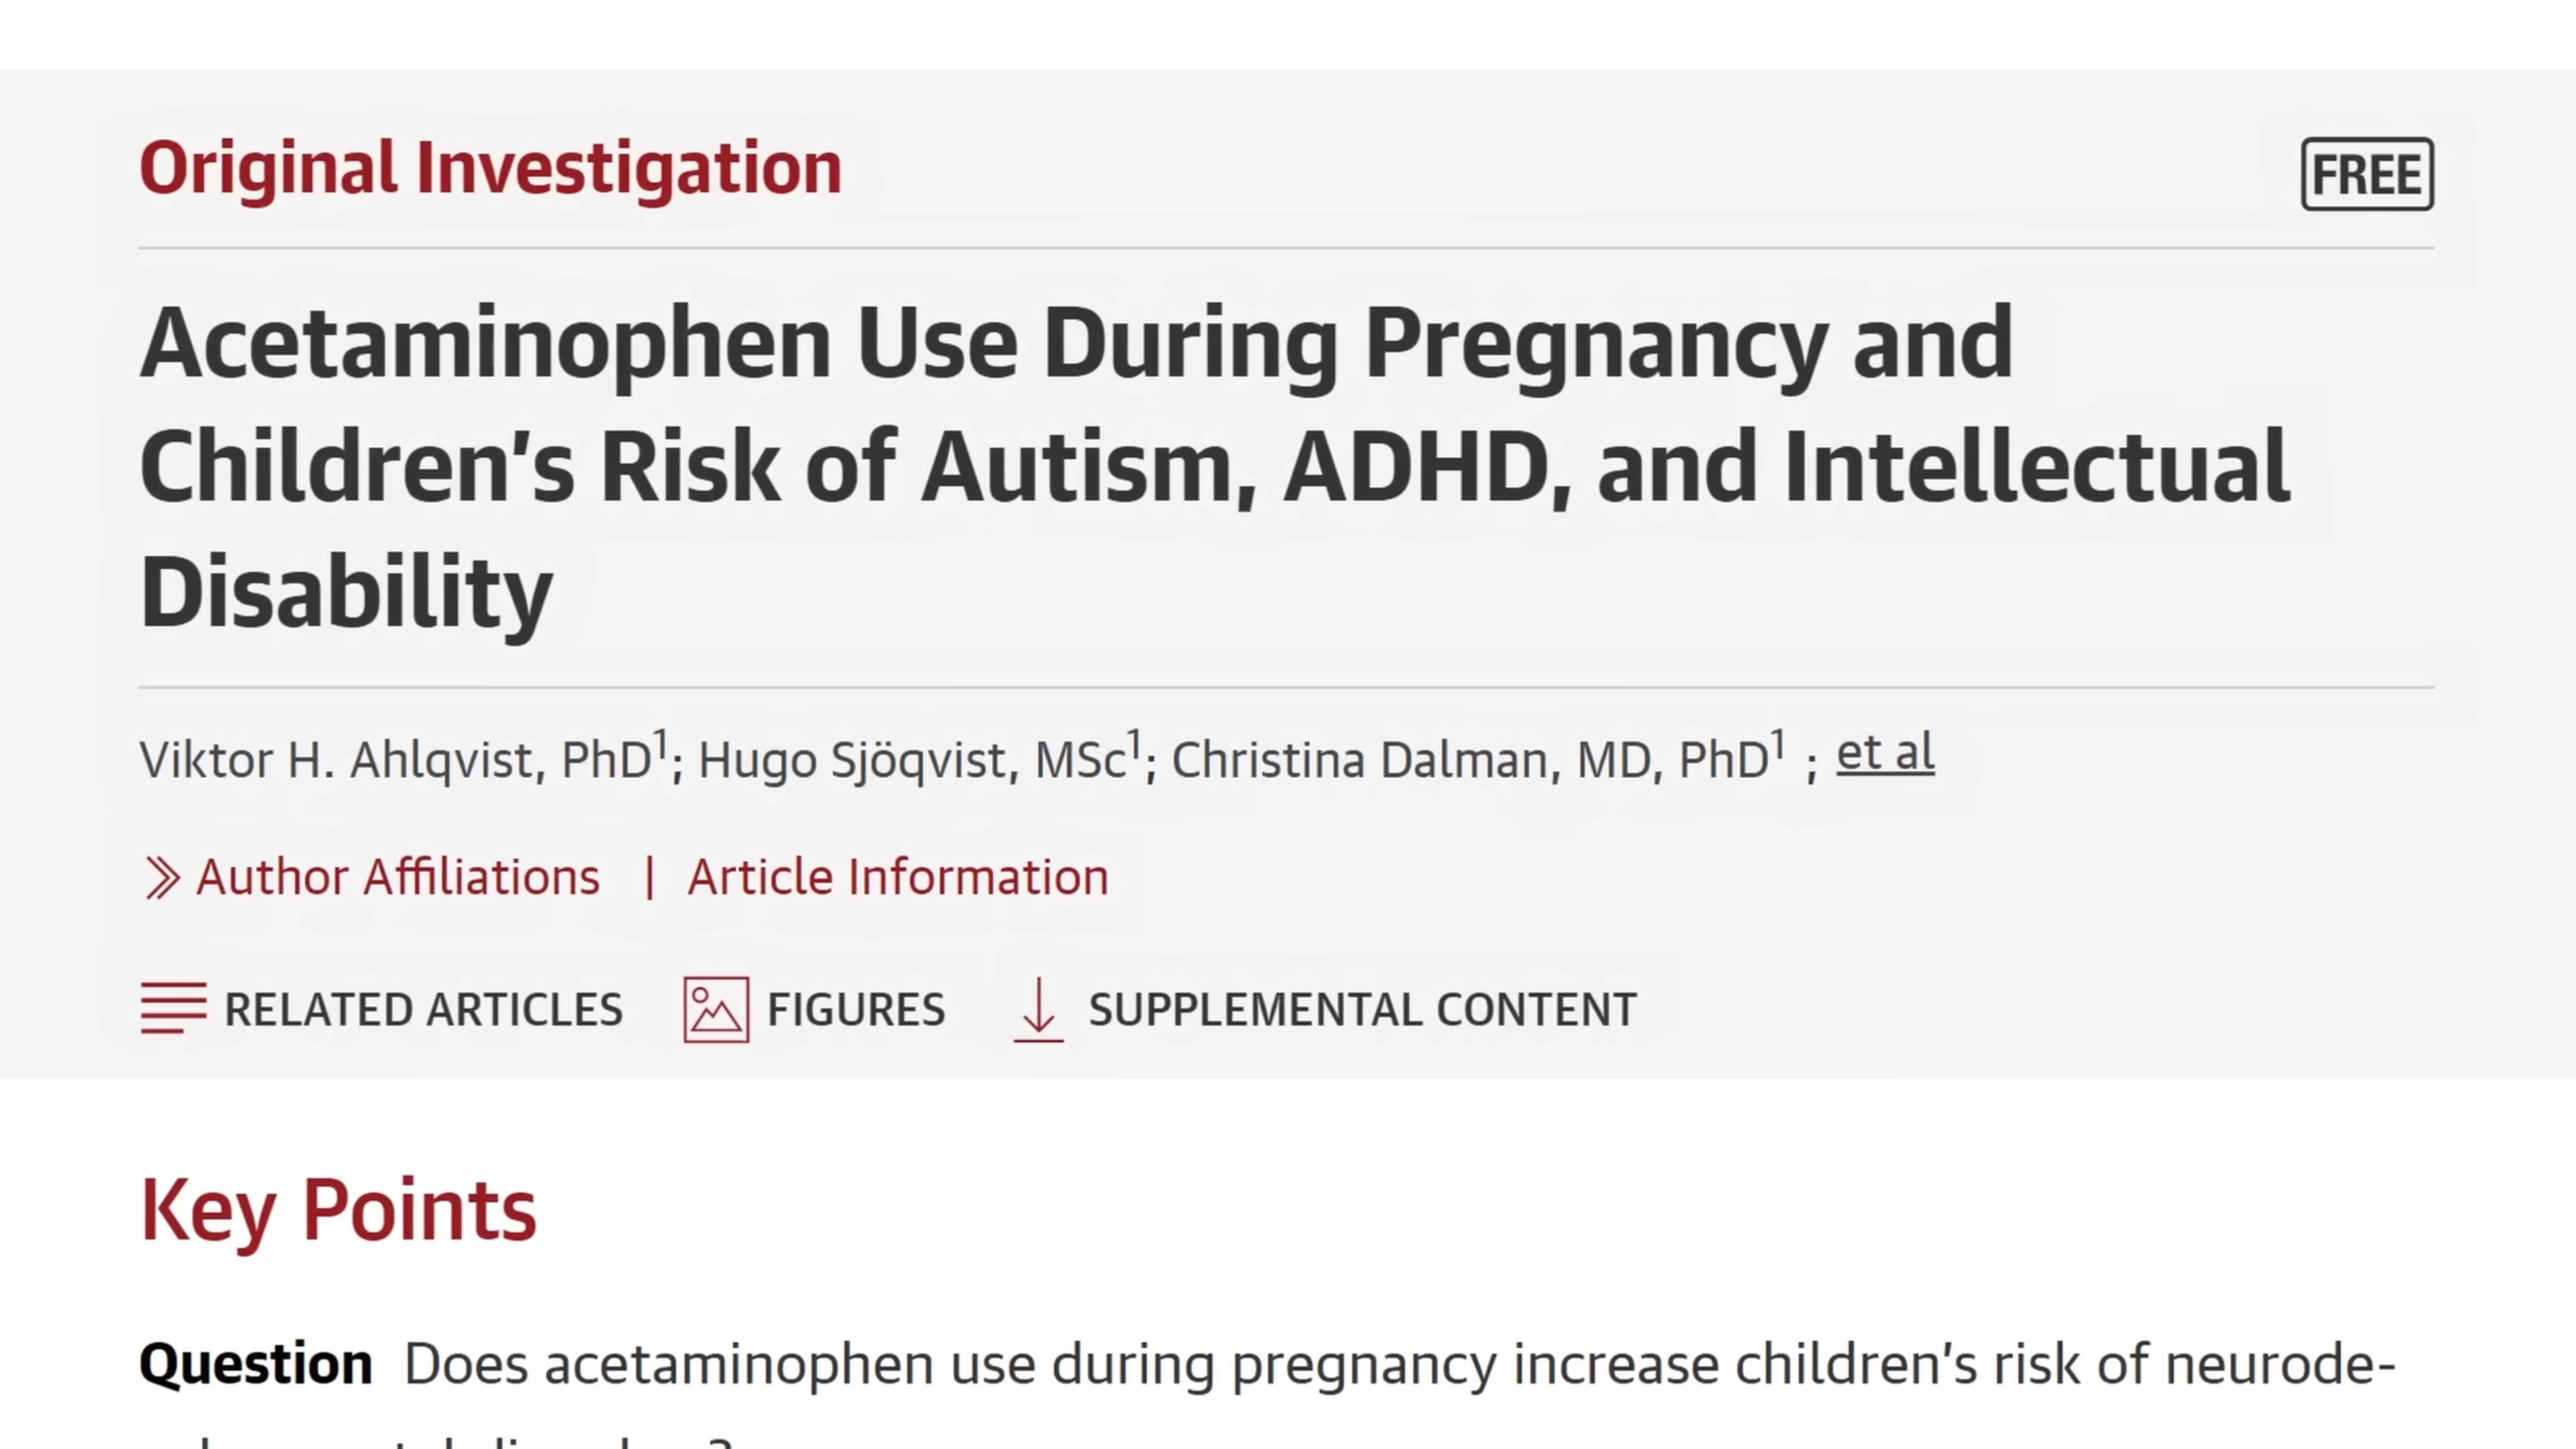 Original Investigation
FREE
Acetaminophen Use During Pregnancy and
Children's Risk of Autism, ADHD, and Intellectual
Disability
Viktor H. Ahlqvist, PhD1; Hugo Sjöqvist, MSc1; Christina Dalman, MD, PhD1 ; et al
Author Affiliations | Article Information
RELATED ARTICLES FIGURES SUPPLEMENTAL CONTENT
Key Points
Question Does acetaminophen use during pregnancy increase children's risk of neurode-